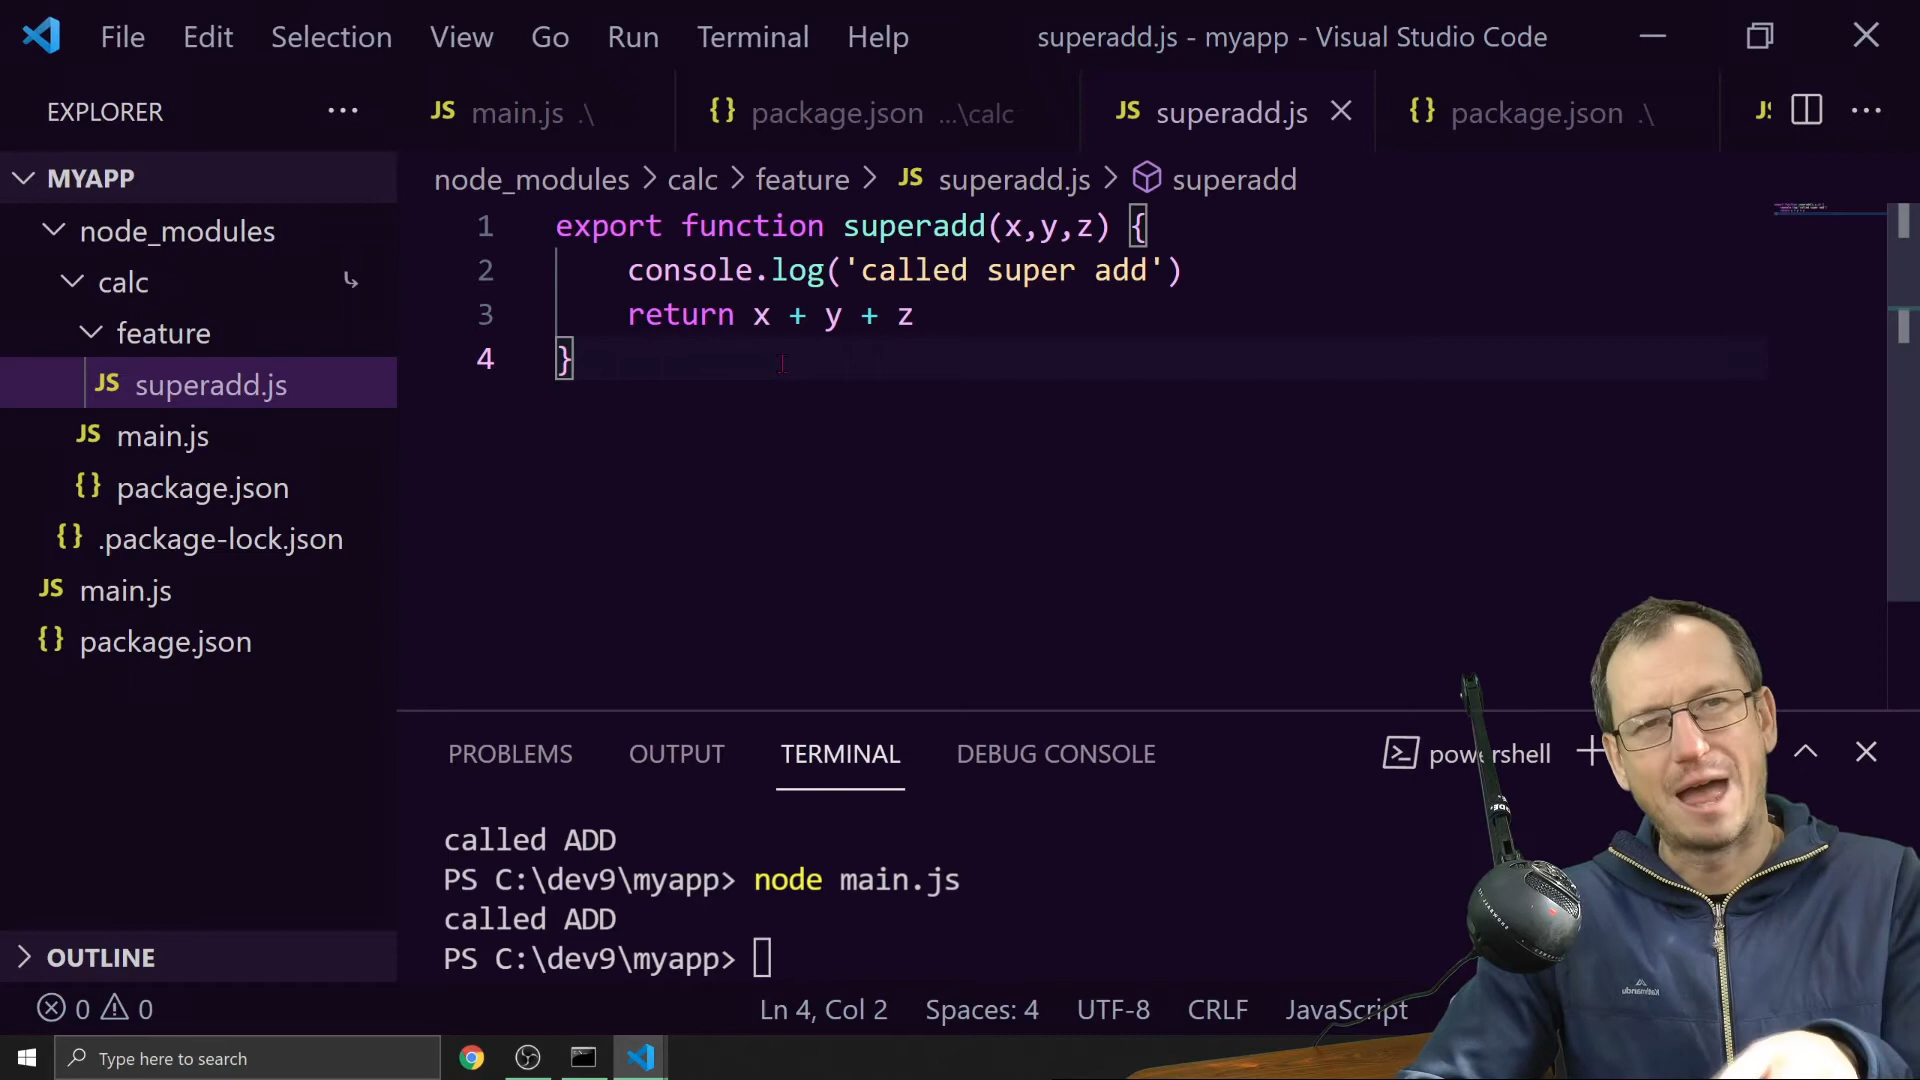 File Edit Selection View Go Run Terminal Help superadd.js - myapp - Visual Studio Code
EXPLORER
main.js .\ package.json ...\calc superadd.js package.json .\
MYAPP
node_modules
calc
feature
superadd.js
main.js
package.json
.package-lock.json
main.js
package.json
OUTLINE
node_modules > calc > feature > superadd.js > superadd
1 export function superadd(x,y,z) {
2 console.log('called super add')
3 return x + y + z
4 }
PROBLEMS OUTPUT TERMINAL DEBUG CONSOLE powershell
called ADD
PS C:\dev9\myapp> node main.js
called ADD
PS C:\dev9\myapp>
0 0 Ln 4, Col 2 Spaces: 4 UTF-8 CRLF JavaScript
Type here to search